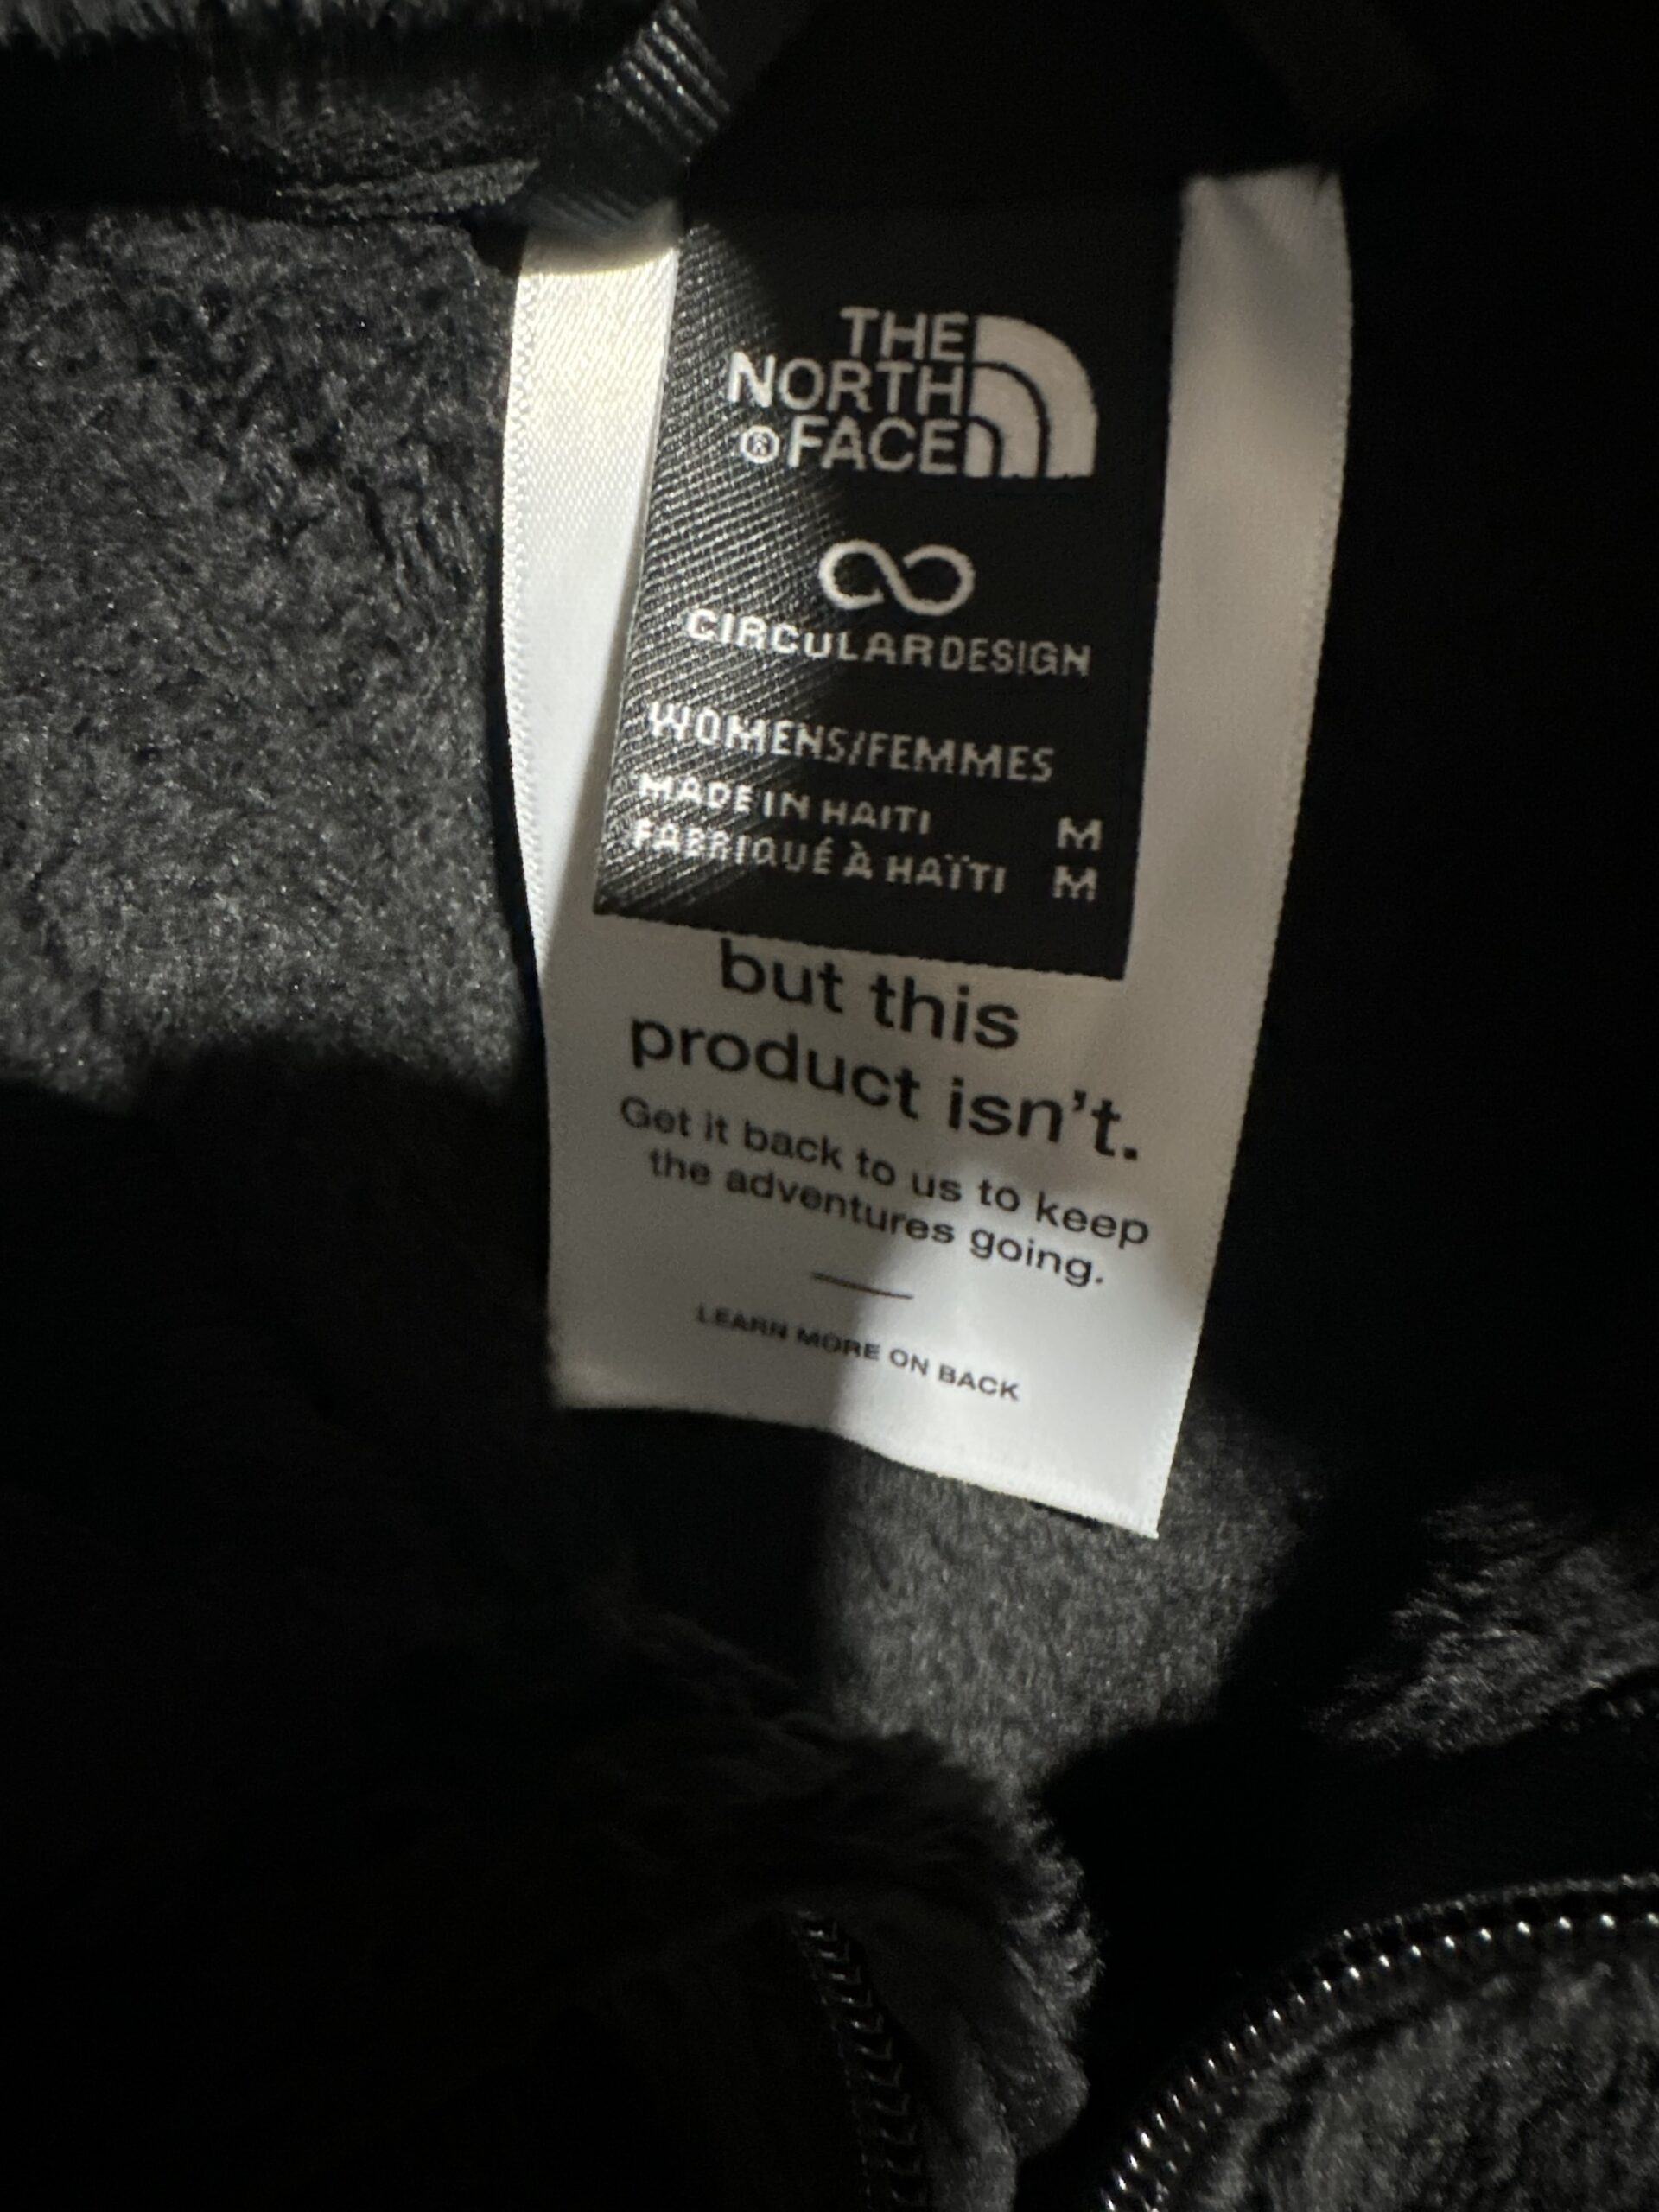 THE
NORTH
®FACE
CIRCULARDESIGN
WOMENS/FEMMES
MADE IN HAITI M
FABRIQUÉ À HAÏTI M
but this
product isn't.
Get it back to us to keep
the adventures going.
LEARN MORE ON BACK